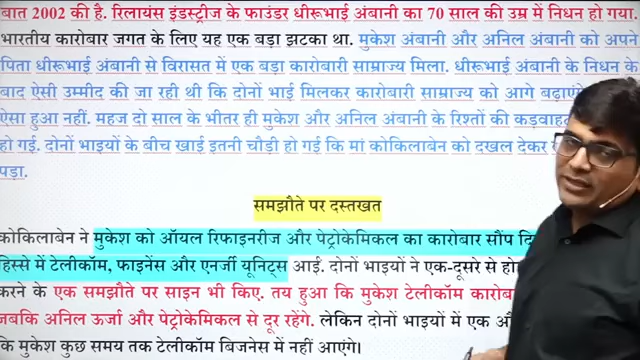 बात 2002 की है. रिलायंस इंडस्ट्रीज के फाउंडर धीरूभाई अंबानी का 70 साल की उम्र में निधन हो गया.
भारतीय कारोबार जगत के लिए यह एक बड़ा झटका था. मुकेश अंबानी और अनिल अंबानी को अपने
पिता धीरूभाई अंबानी से विरासत में एक बड़ा कारोबारी साम्राज्य मिला. धीरूभाई अंबानी के निधन के
बाद ऐसी उम्मीद की जा रही थी कि दोनों भाई मिलकर कारोबारी साम्राज्य को आगे
ऐसा हुआ नहीं. महज दो साल के भीतर ही मुकेश और अनिल अंबानी के रिश्तों की
हो गई. दोनों भाइयों के बीच खाई इतनी चौड़ी हो गई कि मां कोकिलाबेन को दखल देकर
पड़ा.
समझौते पर दस्तखत
कोकिलाबेन ने मुकेश को ऑयल रिफाइनरीज और पेट्रोकेमिकल का कारोबार सौंप
हिस्से में टेलीकॉम, फाइनेंस और एनर्जी यूनिट्स आईं. दोनों भाइयों ने एक-दूसरे से
करने के एक समझौते पर साइन भी किए. तय हुआ कि मुकेश टेलीकॉम
जबकि अनिल ऊर्जा और पेट्रोकेमिकल से दूर रहेंगे. लेकिन दोनों भाइयों में एक
कि मुकेश कुछ समय तक टेलीकॉम बिजनेस में नहीं आएंगे।